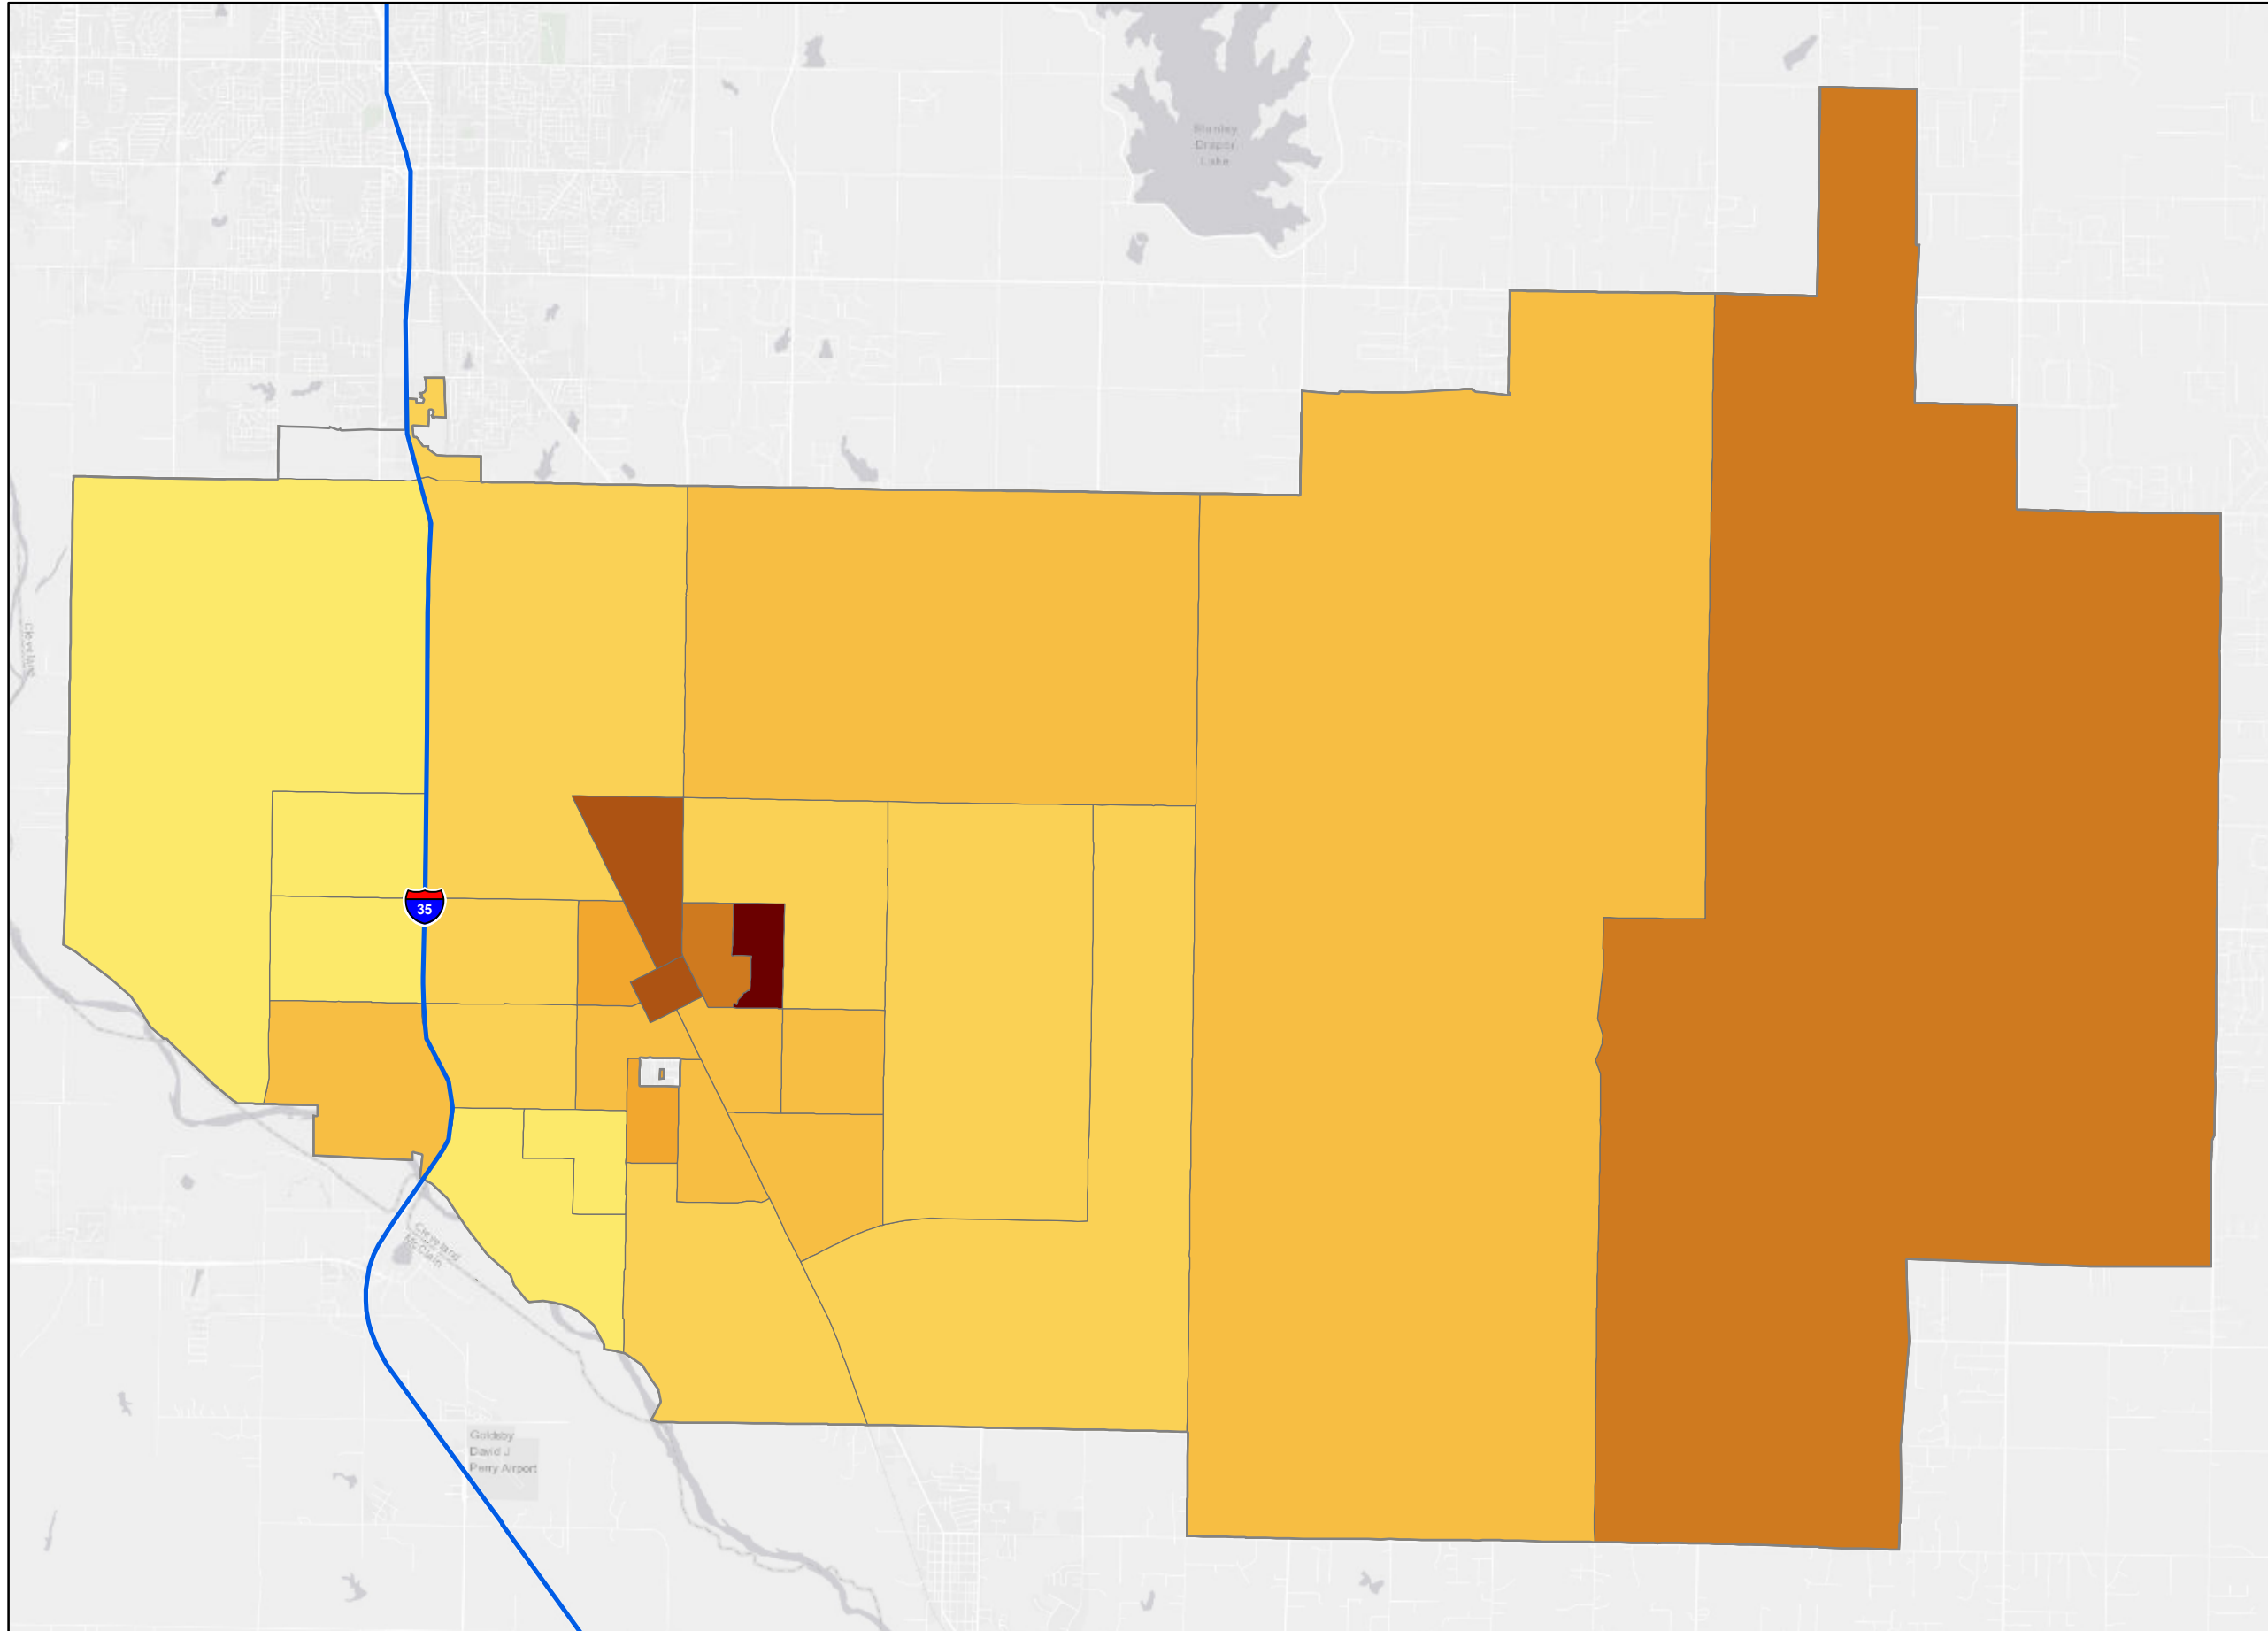 Stanley
Draper
Lake
Cleveland
35
Cleveland
McClain
Goldsby
David J
Perry Airport